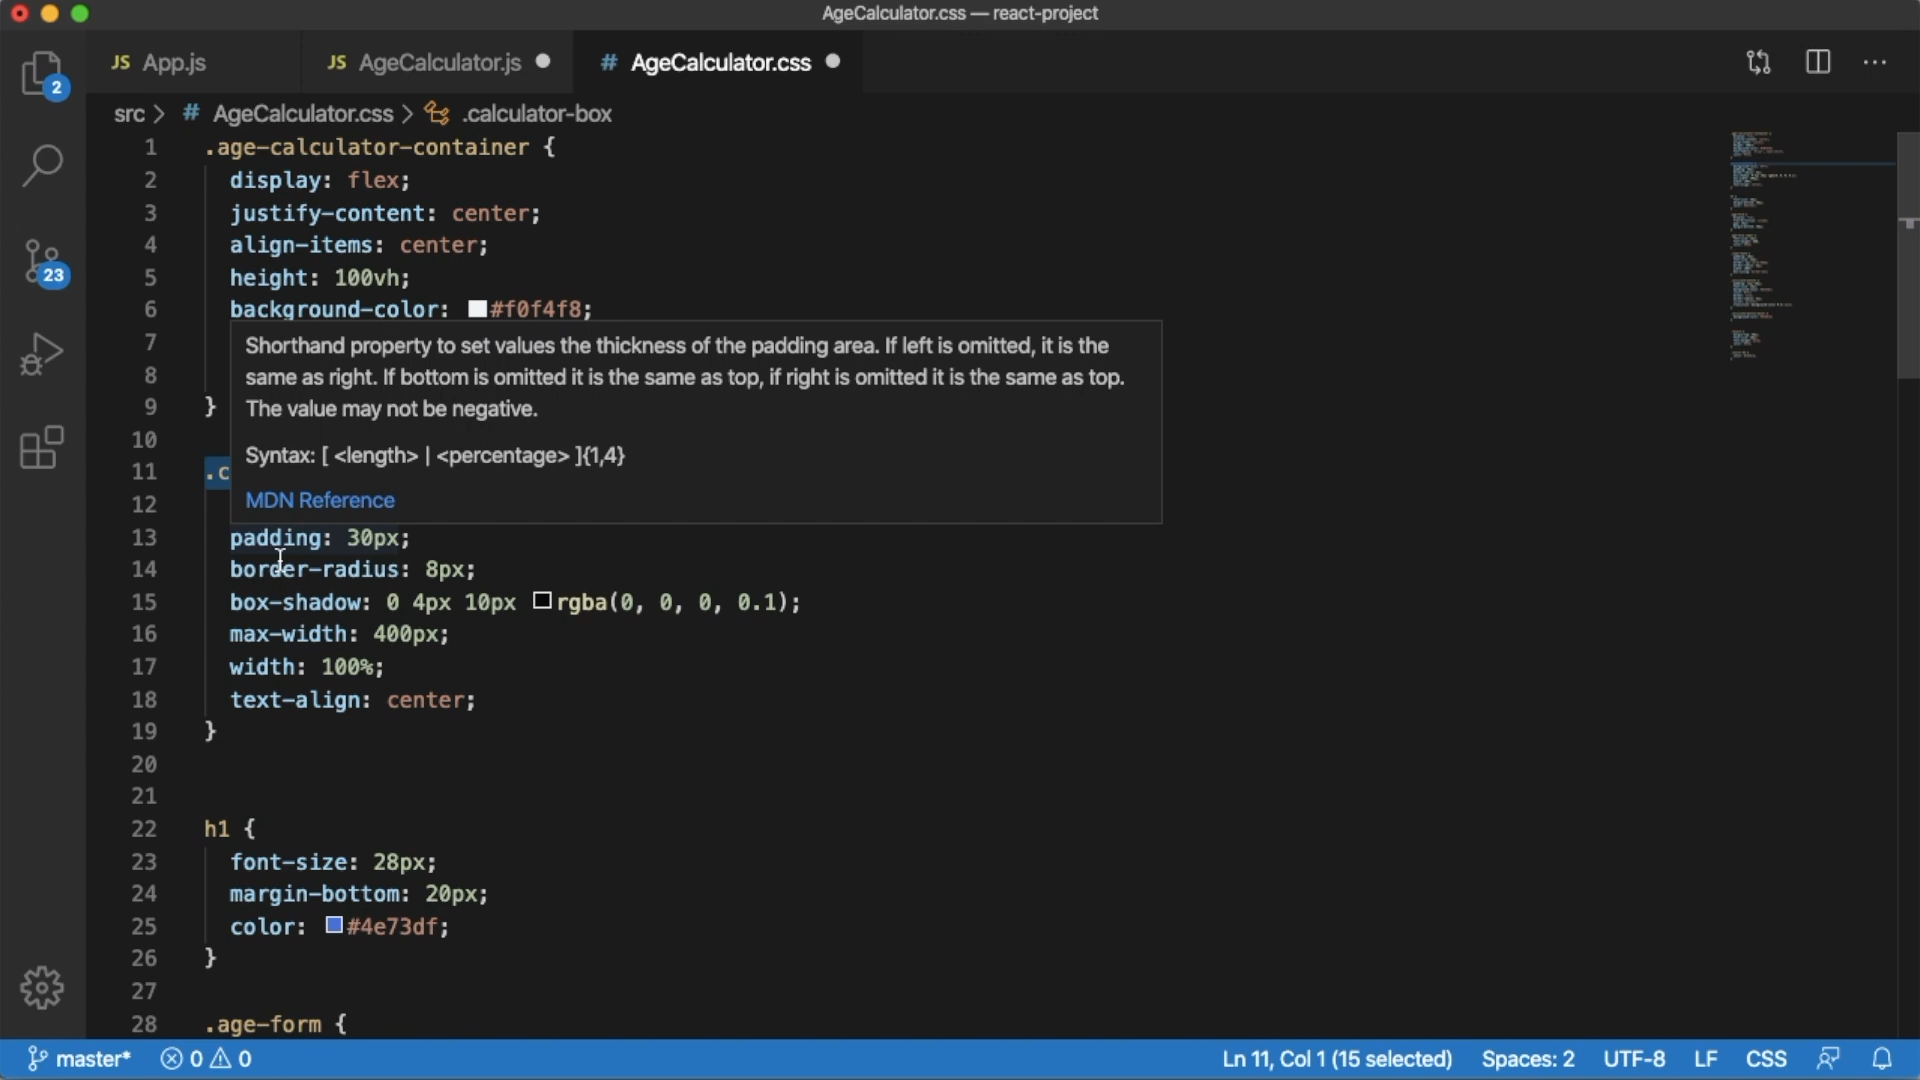 AgeCalculator.css — react-project
JS App.js JS AgeCalculator.js # AgeCalculator.css
src > # AgeCalculator.css > .calculator-box
1 .age-calculator-container {
2 display: flex;
3 justify-content: center;
4 align-items: center;
5 height: 100vh;
6 background-color: #f0f4f8;
7
8
9 }
10
11 .c
12
Shorthand property to set values the thickness of the padding area. If left is omitted, it is the
same as right. If bottom is omitted it is the same as top, if right is omitted it is the same as top.
The value may not be negative.
Syntax: [ <length> | <percentage> ]{1,4}
MDN Reference
13 padding: 30px;
14 border-radius: 8px;
15 box-shadow: 0 4px 10px rgba(0, 0, 0, 0.1);
16 max-width: 400px;
17 width: 100%;
18 text-align: center;
19 }
20
21
22 h1 {
23 font-size: 28px;
24 margin-bottom: 20px;
25 color: #4e73df;
26 }
27
28 .age-form {
2
23
master* 0 0 Ln 11, Col 1 (15 selected) Spaces: 2 UTF-8 LF CSS